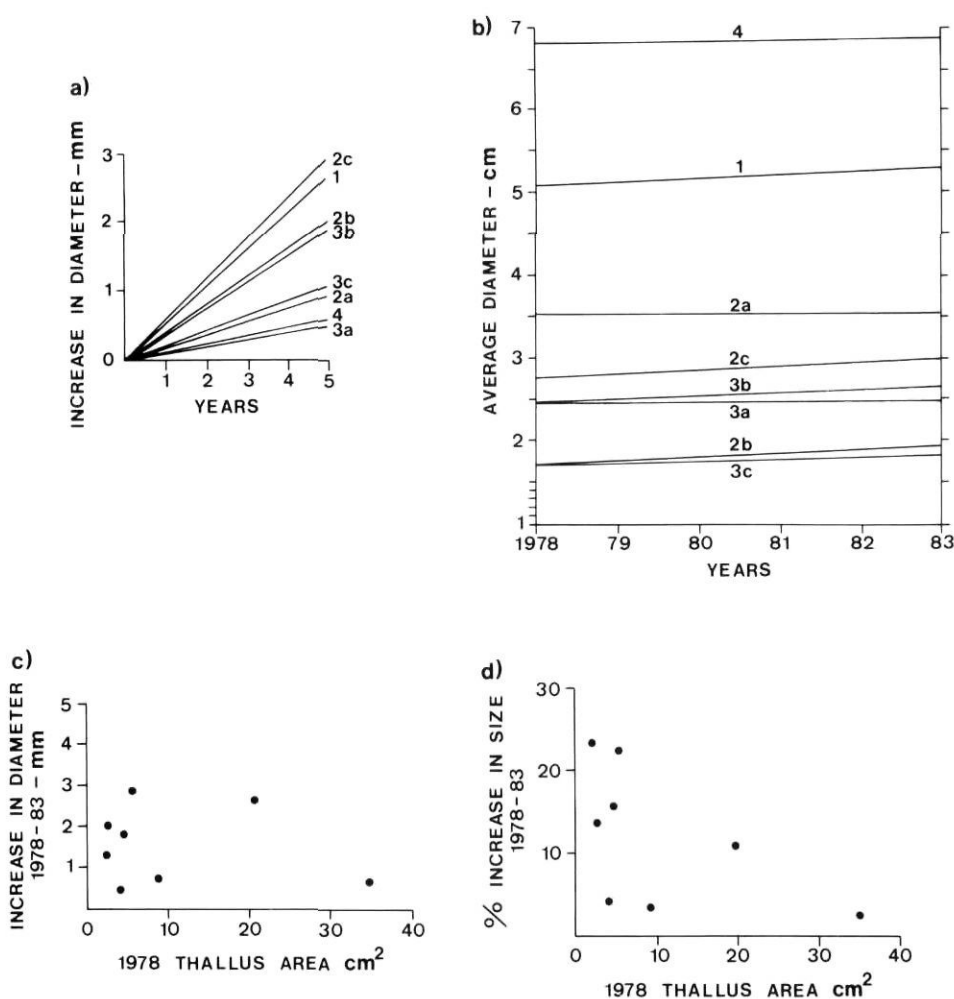 a)
INCREASE IN DIAMETER – mm
3
2
1
0
2c
1
2b
3b
3c
2a
4
3a
1 2 3 4 5
YEARS
b)
AVERAGE DIAMETER – cm
7
6
5
4
3
2
1
4
1
2a
2c
3b
3a
2b
3c
1978 79 80 81 82 83
YEARS
c)
INCREASE IN DIAMETER
1978-83 – mm
5
4
3
2
1
0 10 20 30 40
1978 THALLUS AREA cm²
d)
% INCREASE IN SIZE
1978-83
30
20
10
0 10 20 30 40
1978 THALLUS AREA cm²